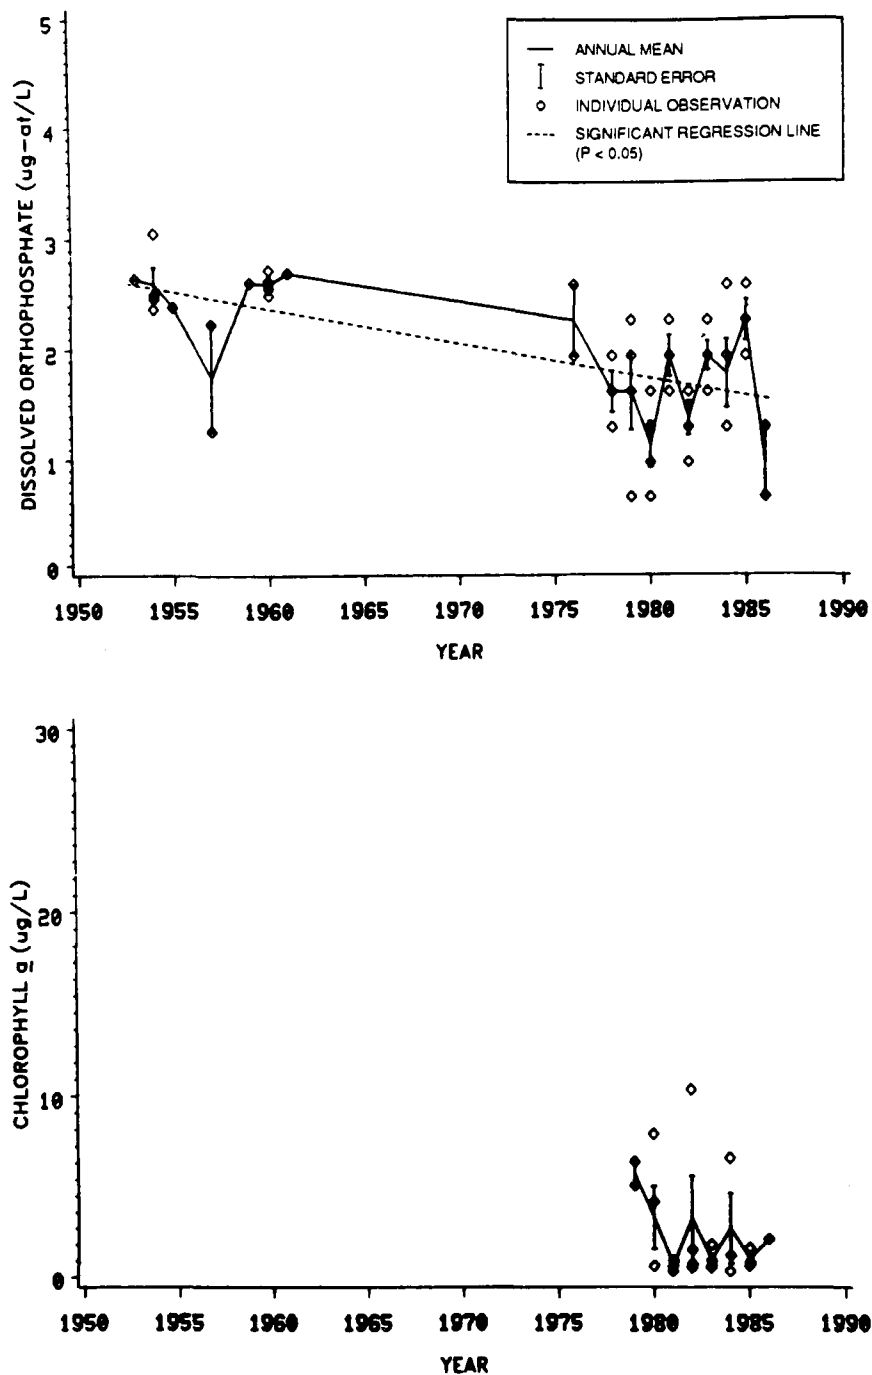 5
4
3
2
1
0
DISSOLVED ORTHOPHOSPHATE (ug-at/L)
ANNUAL MEAN
STANDARD ERROR
INDIVIDUAL OBSERVATION
SIGNIFICANT REGRESSION LINE
(P < 0.05)
1950 1955 1960 1965 1970 1975 1980 1985 1990
YEAR
30
20
10
0
CHLOROPHYLL a (ug/L)
1950 1955 1960 1965 1970 1975 1980 1985 1990
YEAR